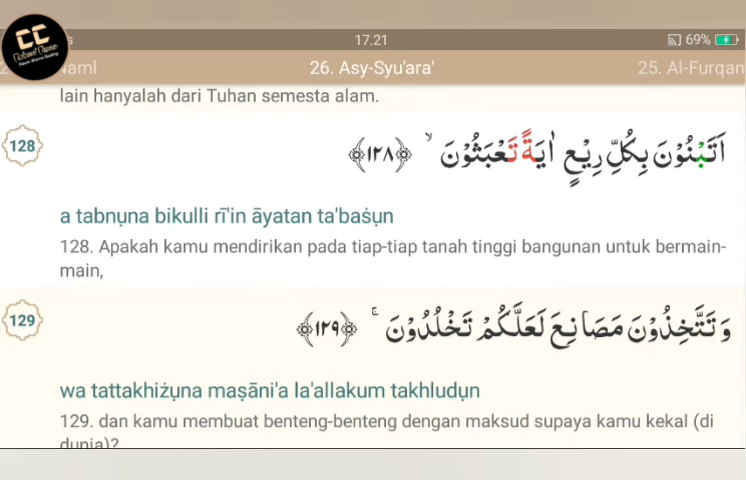 CC
s 17.21 69%
2 Naml 26. Asy-Syu'ara' 25. Al-Furqan
lain hanyalah dari Tuhan semesta alam.
128 اَتَبْنُوْنَ بِكُلِّ رِيْعٍ اٰيَةً تَعْبَثُوْنَ ۙ ﴿١٢٨﴾
a tabnụna bikulli rī'in āyatan ta'baṡụn
128. Apakah kamu mendirikan pada tiap-tiap tanah tinggi bangunan untuk bermain-
main,
129 وَتَتَّخِذُوْنَ مَصَانِعَ لَعَلَّكُمْ تَخْلُدُوْنَ ۚ ﴿١٢٩﴾
wa tattakhiżụna maṣāni'a la'allakum takhludụn
129. dan kamu membuat benteng-benteng dengan maksud supaya kamu kekal (di
dunia)?